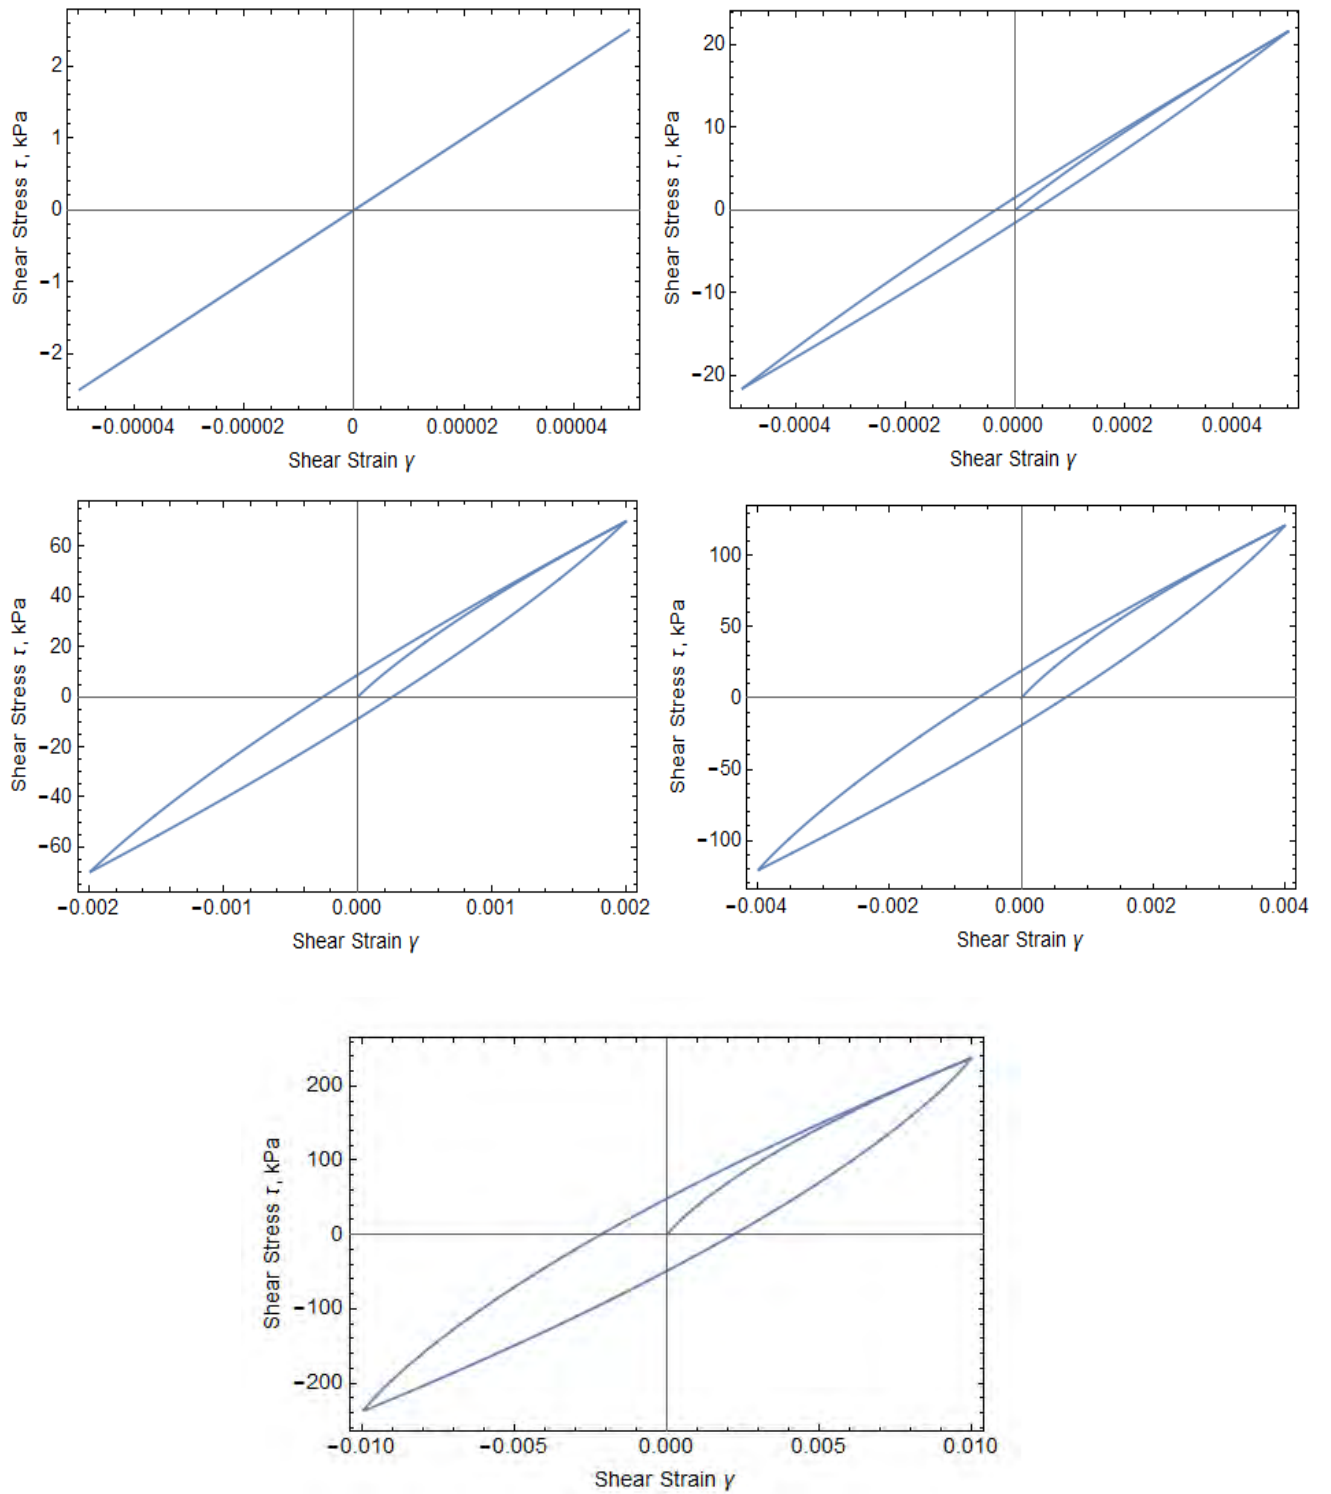 Shear Stress τ, kPa
2
1
0
−1
−2
−0.00004 −0.00002 0 0.00002 0.00004
Shear Strain γ
Shear Stress τ, kPa
20
10
0
−10
−20
−0.0004 −0.0002 0.0000 0.0002 0.0004
Shear Strain γ
Shear Stress τ, kPa
60
40
20
0
−20
−40
−60
−0.002 −0.001 0.000 0.001 0.002
Shear Strain γ
Shear Stress τ, kPa
100
50
0
−50
−100
−0.004 −0.002 0.000 0.002 0.004
Shear Strain γ
Shear Stress τ, kPa
200
100
0
−100
−200
−0.010 −0.005 0.000 0.005 0.010
Shear Strain γ